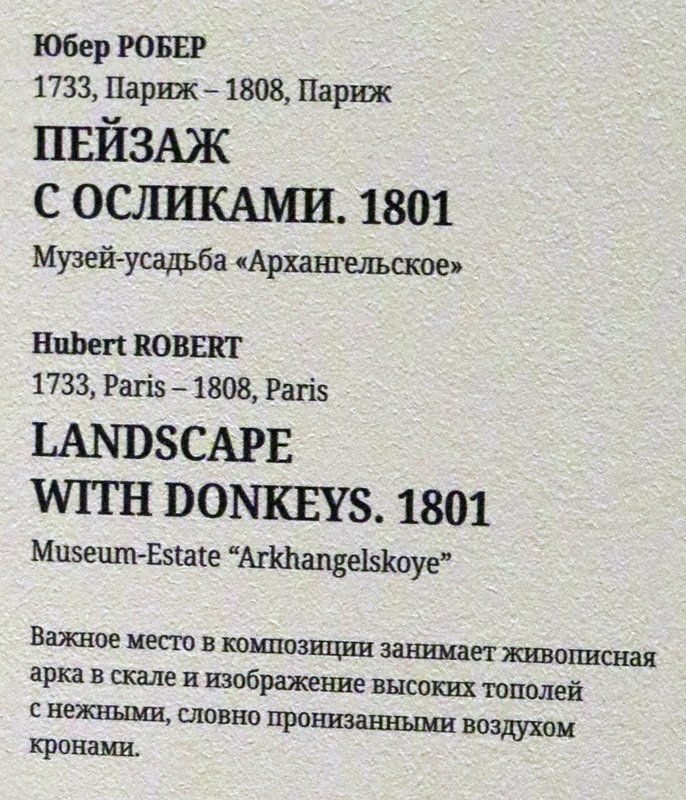 Юбер РОБЕР
1733, Париж – 1808, Париж
ПЕЙЗАЖ
С ОСЛИКАМИ. 1801
Музей-усадьба «Архангельское»
Hubert ROBERT
1733, Paris – 1808, Paris
LANDSCAPE
WITH DONKEYS. 1801
Museum-Estate “Arkhangelskoye”
Важное место в композиции занимает живописная
арка в скале и изображение высоких тополей
с нежными, словно пронизанными воздухом
кронами.